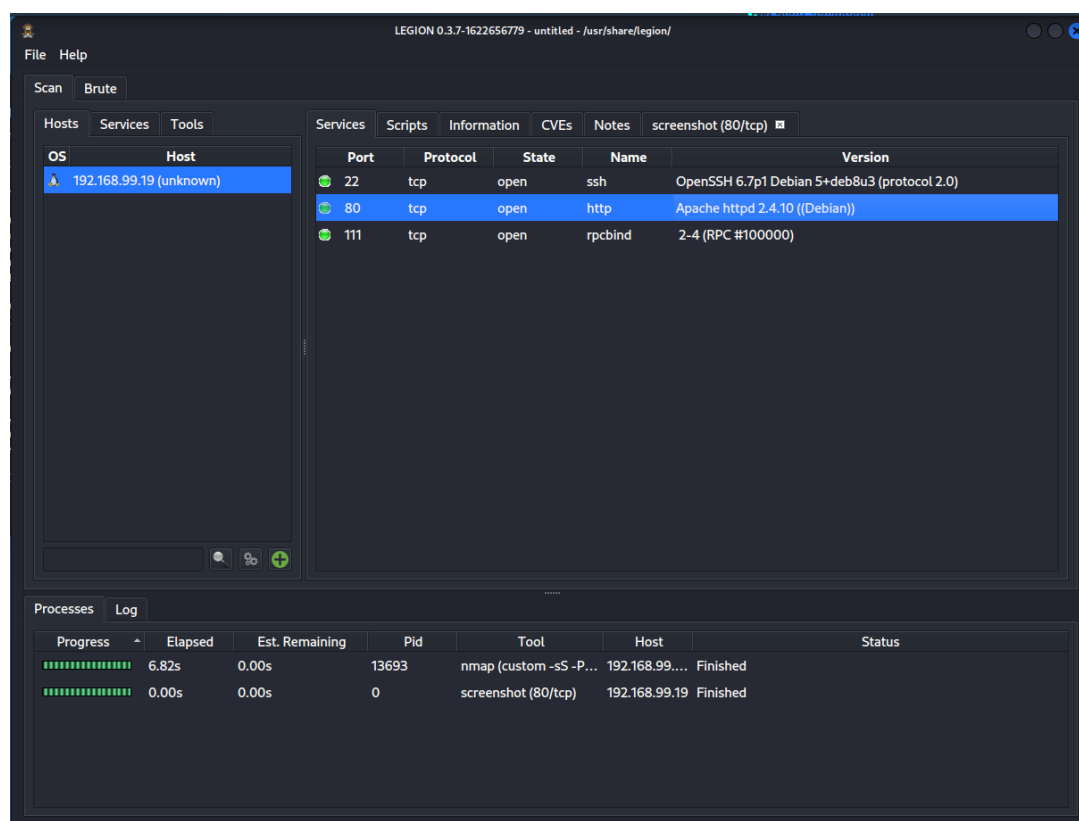 LEGION 0.3.7-1622656779 - untitled - /usr/share/legion/
File Help
Scan Brute
Hosts Services Tools
OS Host
192.168.99.19 (unknown)
Services Scripts Information CVEs Notes screenshot (80/tcp)
Port Protocol State Name Version
22 tcp open ssh OpenSSH 6.7p1 Debian 5+deb8u3 (protocol 2.0)
80 tcp open http Apache httpd 2.4.10 ((Debian))
111 tcp open rpcbind 2-4 (RPC #100000)
Processes Log
Progress Elapsed Est. Remaining Pid Tool Host Status
6.82s 0.00s 13693 nmap (custom -sS -P... 192.168.99.... Finished
0.00s 0.00s 0 screenshot (80/tcp) 192.168.99.19 Finished